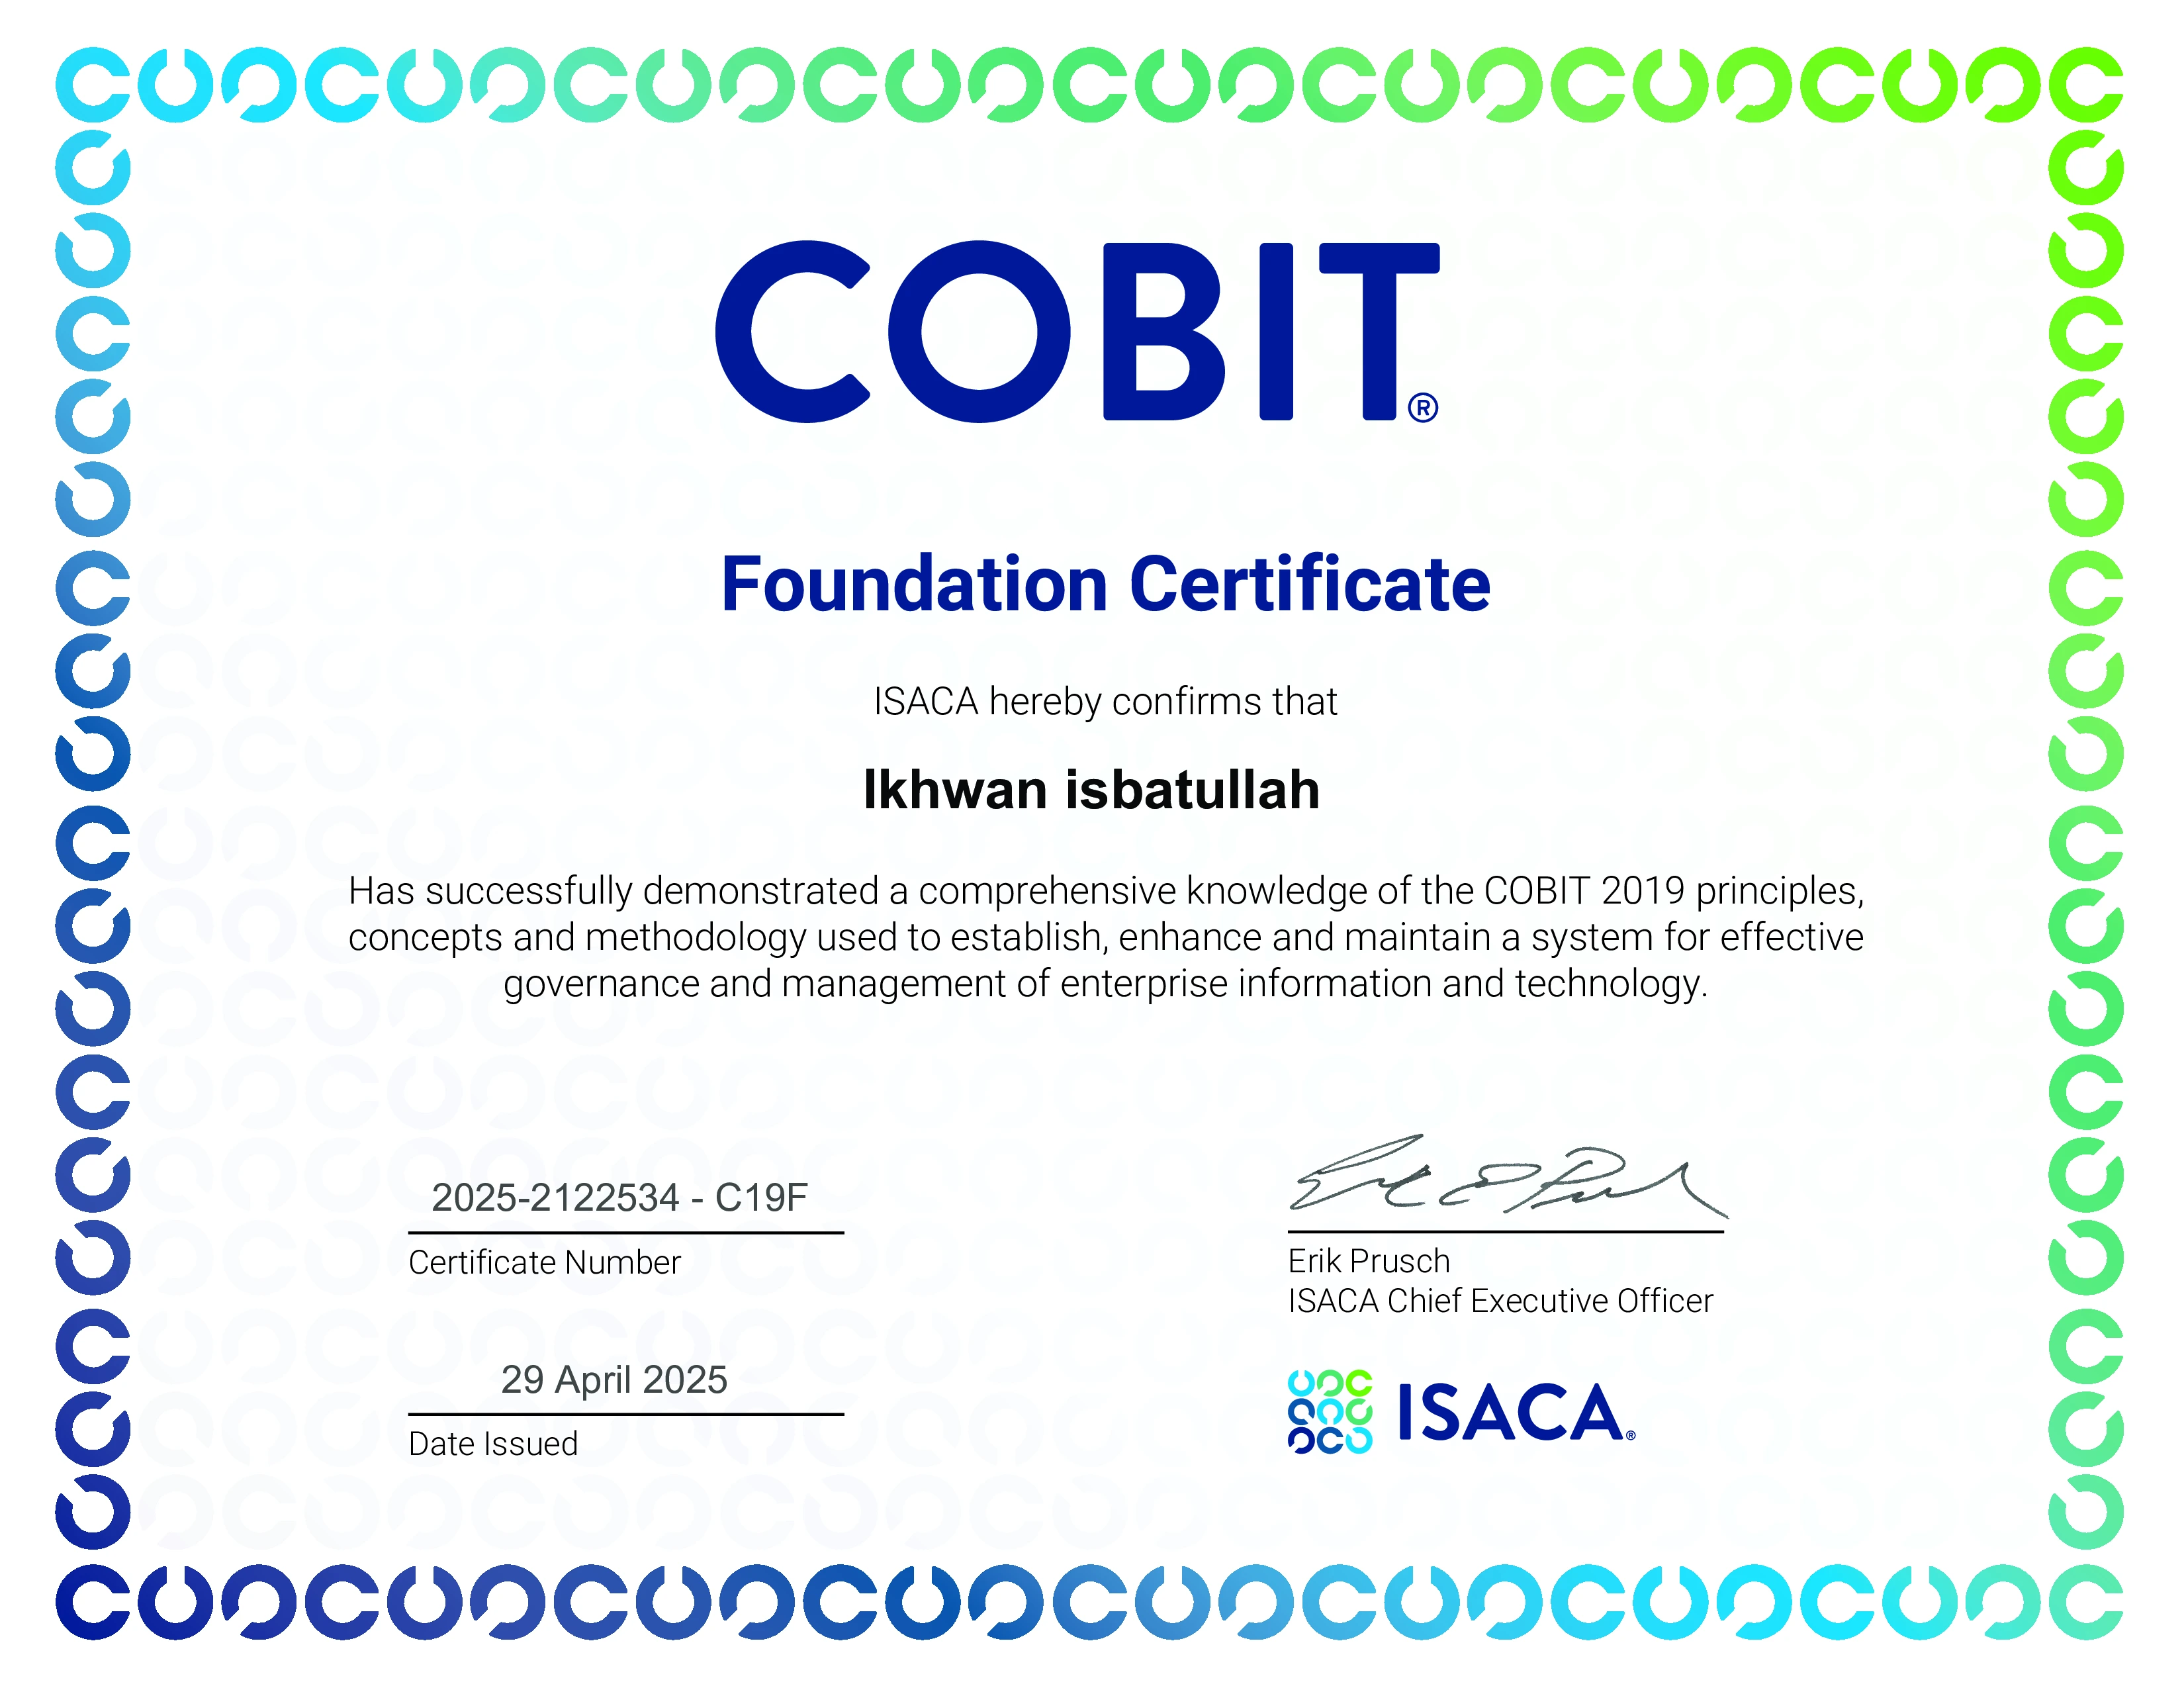 COBIT®
Foundation Certificate
ISACA hereby confirms that
Ikhwan isbatullah
Has successfully demonstrated a comprehensive knowledge of the COBIT 2019 principles,
concepts and methodology used to establish, enhance and maintain a system for effective
governance and management of enterprise information and technology.
2025-2122534 - C19F
Certificate Number
29 April 2025
Date Issued
Erik Prusch
ISACA Chief Executive Officer
ISACA®